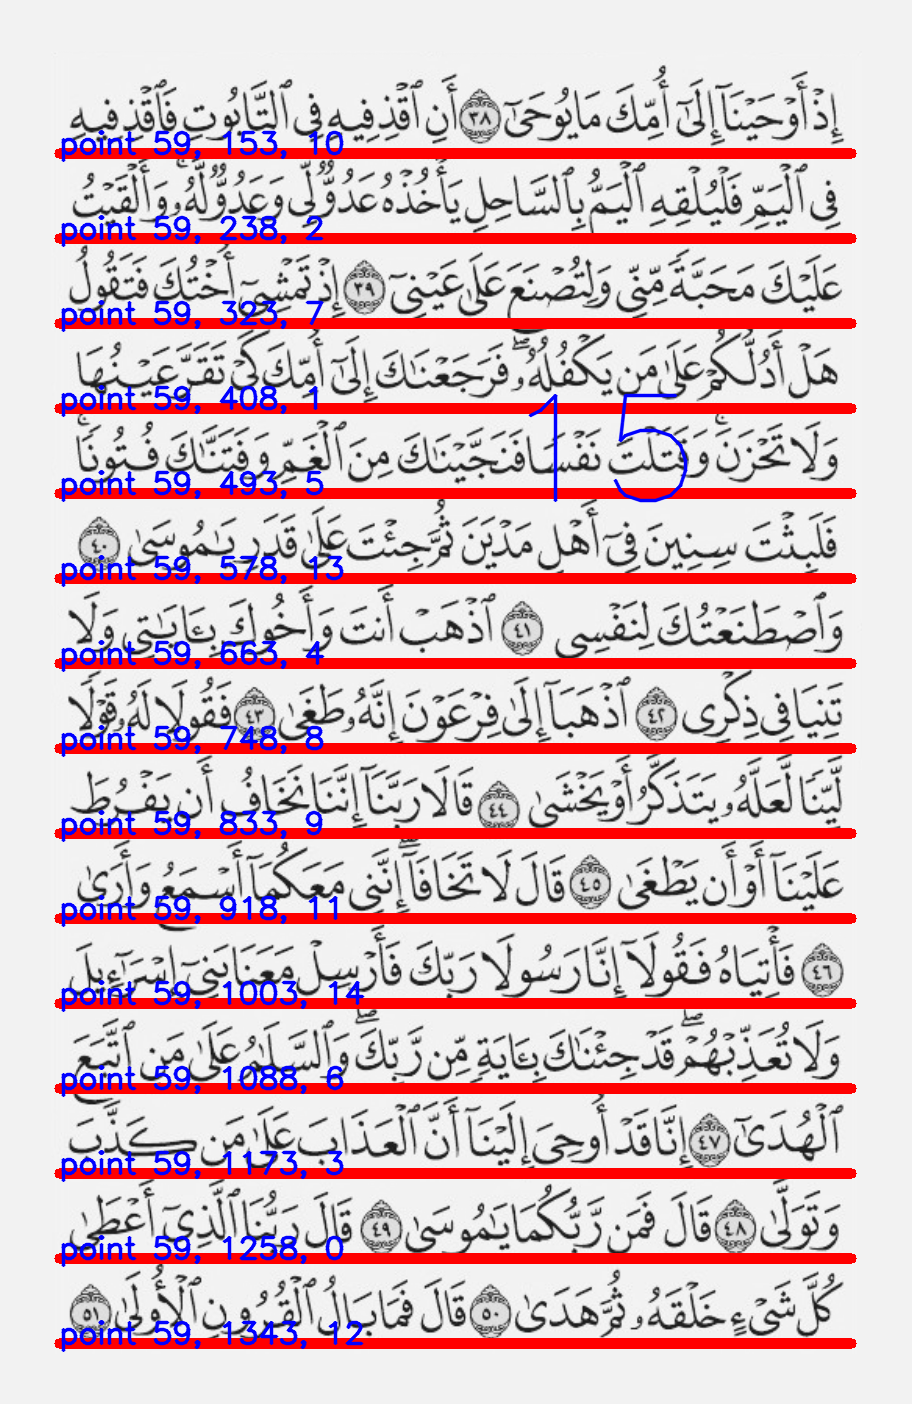 إِذْ أَوْحَيْنَآ إِلَىٰٓ أُمِّكَ مَا يُوحَىٰٓ ٣٨ أَنِ ٱقْذِفِيهِ فِي ٱلتَّابُوتِ فَٱقْذِفِيهِ
point 59, 153, 10
فِي ٱلْيَمِّ فَلْيُلْقِهِ ٱلْيَمُّ بِٱلسَّاحِلِ يَأْخُذْهُ عَدُوٌّ لِّي وَعَدُوٌّ لَّهُۥ ۚ وَأَلْقَيْتُ
point 59, 238, 2
عَلَيْكَ مَحَبَّةً مِّنِّي وَلِتُصْنَعَ عَلَىٰ عَيْنِيٓ ٣٩ إِذْ تَمْشِيٓ أُخْتُكَ فَتَقُولُ
point 59, 323, 7
هَلْ أَدُلُّكُمْ عَلَىٰ مَن يَكْفُلُهُۥ ۖ فَرَجَعْنَٰكَ إِلَىٰٓ أُمِّكَ كَيْ تَقَرَّ عَيْنُهَا
point 59, 408, 1
وَلَا تَحْزَنَ ۚ وَقَتَلْتَ نَفْسًا فَنَجَّيْنَٰكَ مِنَ ٱلْغَمِّ وَفَتَنَّٰكَ فُتُونًا ۚ
15
point 59, 493, 5
فَلَبِثْتَ سِنِينَ فِيٓ أَهْلِ مَدْيَنَ ثُمَّ جِئْتَ عَلَىٰ قَدَرٍ يَٰمُوسَىٰ ٤٠
point 59, 578, 13
وَٱصْطَنَعْتُكَ لِنَفْسِي ٤١ ٱذْهَبْ أَنتَ وَأَخُوكَ بِـَٔايَٰتِي وَلَا
point 59, 663, 4
تَنِيَا فِي ذِكْرِي ٤٢ ٱذْهَبَآ إِلَىٰ فِرْعَوْنَ إِنَّهُۥ طَغَىٰ ٤٣ فَقُولَا لَهُۥ قَوْلًا
point 59, 748, 8
لَّيِّنًا لَّعَلَّهُۥ يَتَذَكَّرُ أَوْ يَخْشَىٰ ٤٤ قَالَا رَبَّنَآ إِنَّنَا نَخَافُ أَن يَفْرُطَ
point 59, 833, 9
عَلَيْنَآ أَوْ أَن يَطْغَىٰ ٤٥ قَالَ لَا تَخَافَآ ۖ إِنَّنِي مَعَكُمَآ أَسْمَعُ وَأَرَىٰ
point 59, 918, 11
٤٦ فَأْتِيَاهُ فَقُولَآ إِنَّا رَسُولَا رَبِّكَ فَأَرْسِلْ مَعَنَا بَنِيٓ إِسْرَٰٓءِيلَ
point 59, 1003, 14
وَلَا تُعَذِّبْهُمْ ۖ قَدْ جِئْنَٰكَ بِـَٔايَةٍ مِّن رَّبِّكَ ۖ وَٱلسَّلَٰمُ عَلَىٰ مَنِ ٱتَّبَعَ
point 59, 1088, 6
ٱلْهُدَىٰٓ ٤٧ إِنَّا قَدْ أُوحِيَ إِلَيْنَآ أَنَّ ٱلْعَذَابَ عَلَىٰ مَن كَذَّبَ
point 59, 1173, 3
وَتَوَلَّىٰ ٤٨ قَالَ فَمَن رَّبُّكُمَا يَٰمُوسَىٰ ٤٩ قَالَ رَبُّنَا ٱلَّذِيٓ أَعْطَىٰ
point 59, 1258, 0
كُلَّ شَيْءٍ خَلْقَهُۥ ثُمَّ هَدَىٰ ٥٠ قَالَ فَمَا بَالُ ٱلْقُرُونِ ٱلْأُولَىٰ ٥١
point 59, 1343, 12